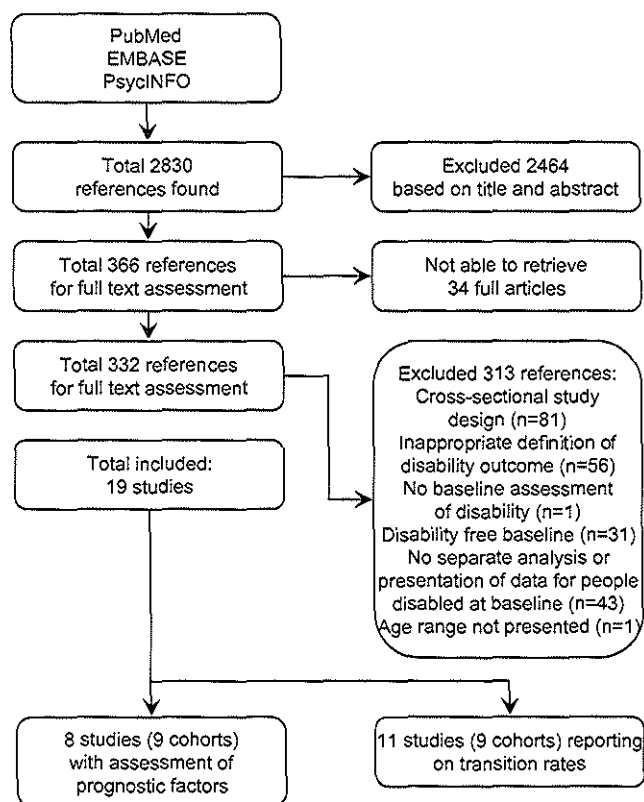 PubMed
EMBASE
PsycINFO
Total 2830
references found
Excluded 2464
based on title and abstract
Total 366 references
for full text assessment
Not able to retrieve
34 full articles
Total 332 references
for full text assessment
Excluded 313 references:
Cross-sectional study
design (n=81)
Inappropriate definition of
disability outcome (n=56)
No baseline assessment
of disability (n=1)
Disability free baseline (n=31)
No separate analysis or
presentation of data for people
disabled at baseline (n=43)
Age range not presented (n=1)
Total included:
19 studies
8 studies (9 cohorts)
with assessment of
prognostic factors
11 studies (9 cohorts) reporting
on transition rates